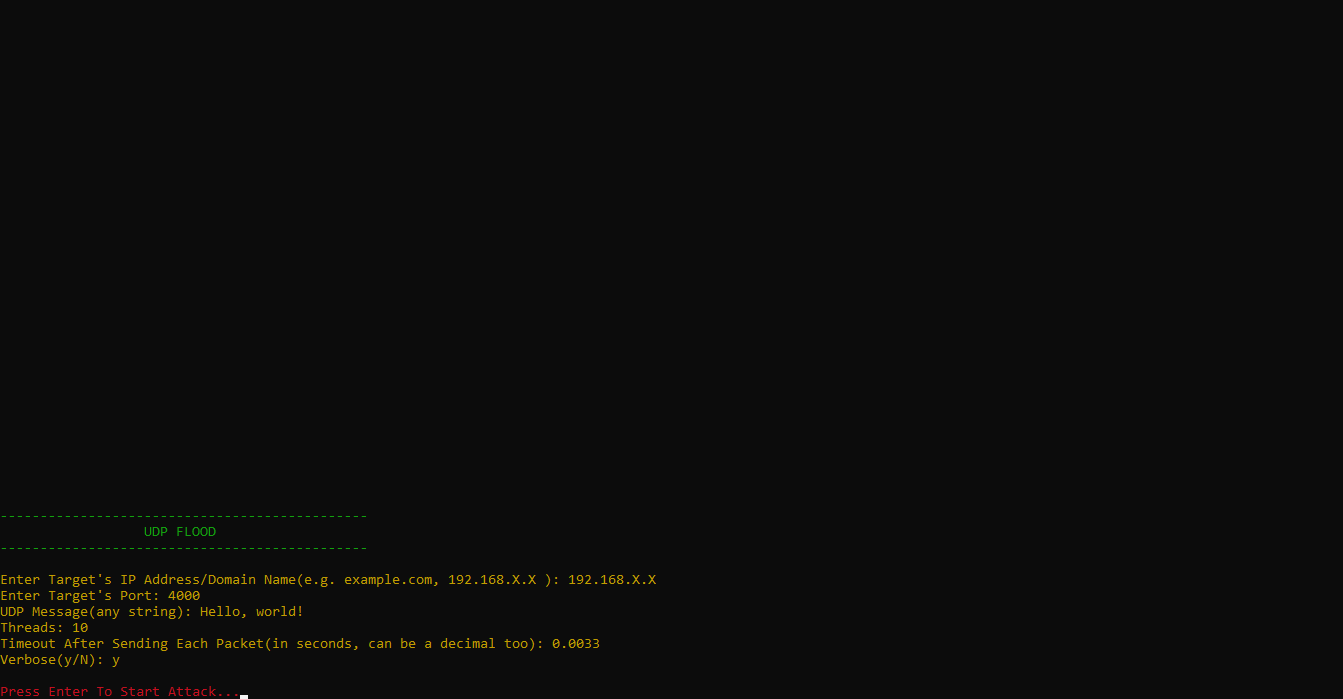 ----------------------------------------------
UDP FLOOD
----------------------------------------------
Enter Target's IP Address/Domain Name(e.g. example.com, 192.168.X.X ): 192.168.X.X
Enter Target's Port: 4000
UDP Message(any string): Hello, world!
Threads: 10
Timeout After Sending Each Packet(in seconds, can be a decimal too): 0.0033
Verbose(y/N): y
Press Enter To Start Attack...